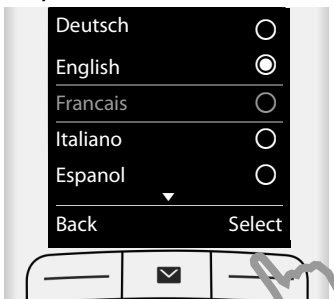 Deutsch
English
Francais
Italiano
Espanol
Back Select